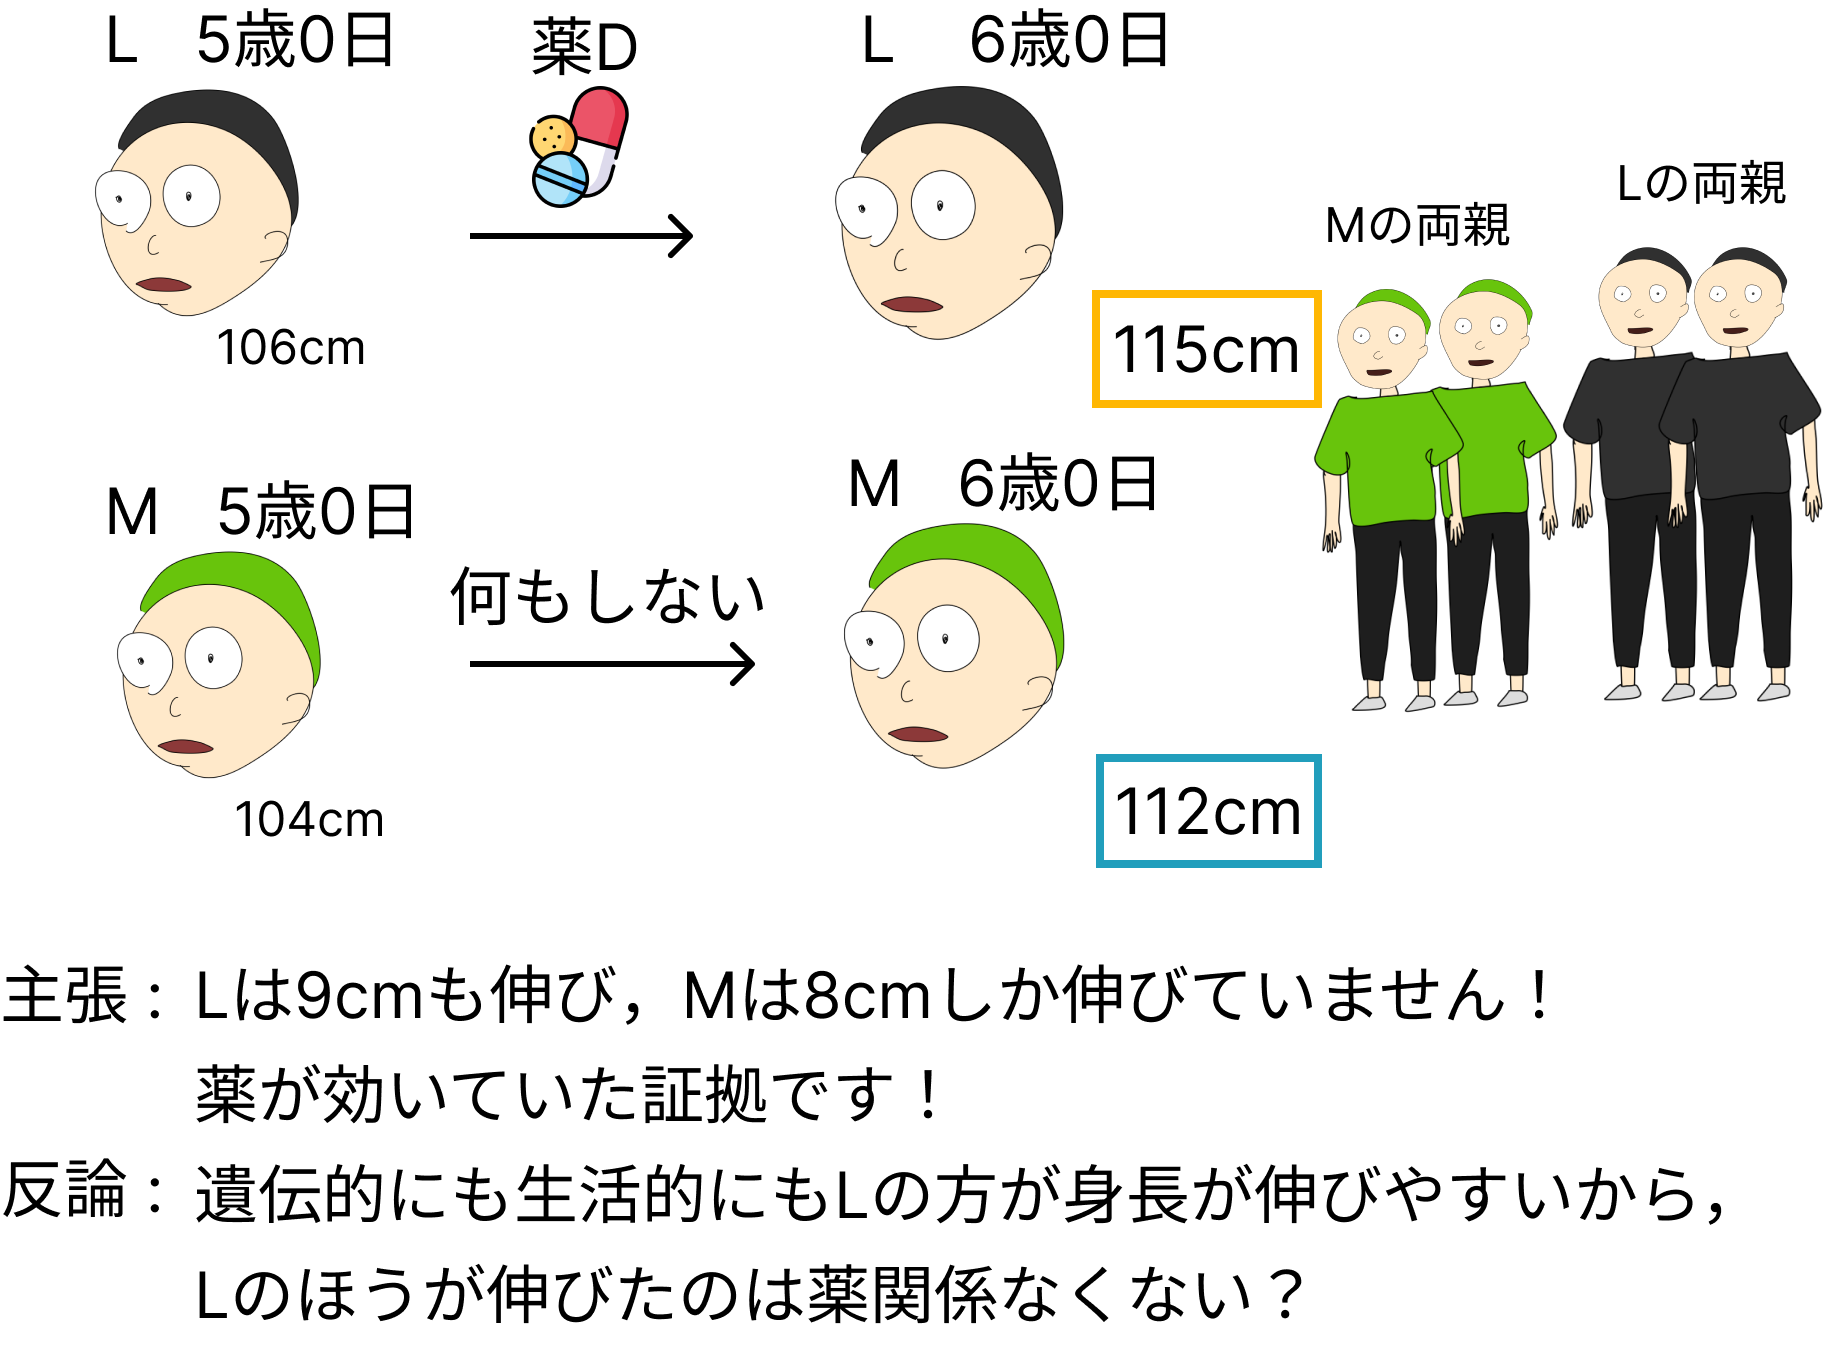 L 5歳0日
薬D
L 6歳0日
106cm
115cm
Mの両親
Lの両親
M 5歳0日
何もしない
M 6歳0日
104cm
112cm
主張：Lは9cmも伸び，Mは8cmしか伸びていません！
薬が効いていた証拠です！
反論：遺伝的にも生活的にもLの方が身長が伸びやすいから，
Lのほうが伸びたのは薬関係なくない？